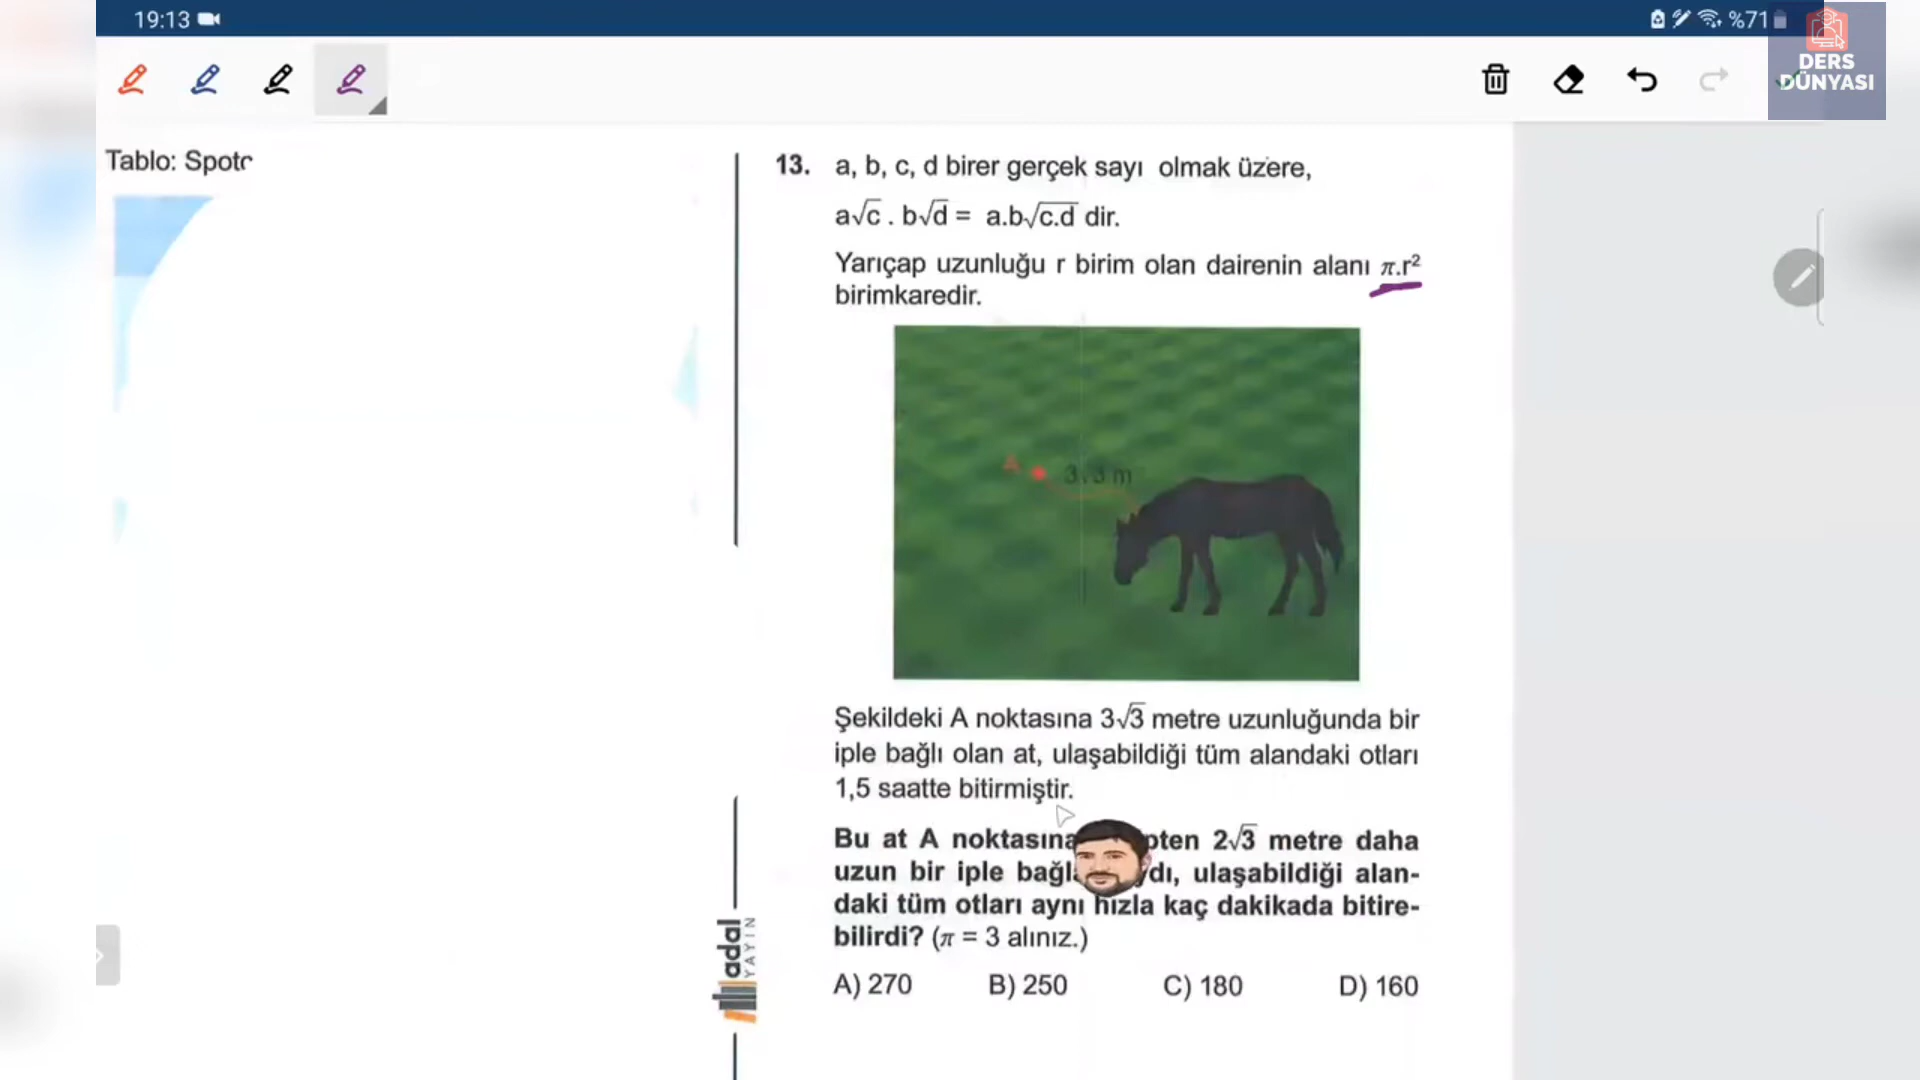 19:13
%71
DERS
DÜNYASI
Tablo: Spotc
13. a, b, c, d birer gerçek sayı olmak üzere,
a√c . b√d = a.b√c.d dir.
Yarıçap uzunluğu r birim olan dairenin alanı π.r²
birimkaredir.
A 3√3 m
Şekildeki A noktasına 3√3 metre uzunluğunda bir
iple bağlı olan at, ulaşabildiği tüm alandaki otları
1,5 saatte bitirmiştir.
Bu at A noktasına pten 2√3 metre daha
uzun bir iple bağl dı, ulaşabildiği alan-
daki tüm otları aynı hızla kaç dakikada bitire-
bilirdi? (π = 3 alınız.)
A) 270 B) 250 C) 180 D) 160
adal
YAYIN